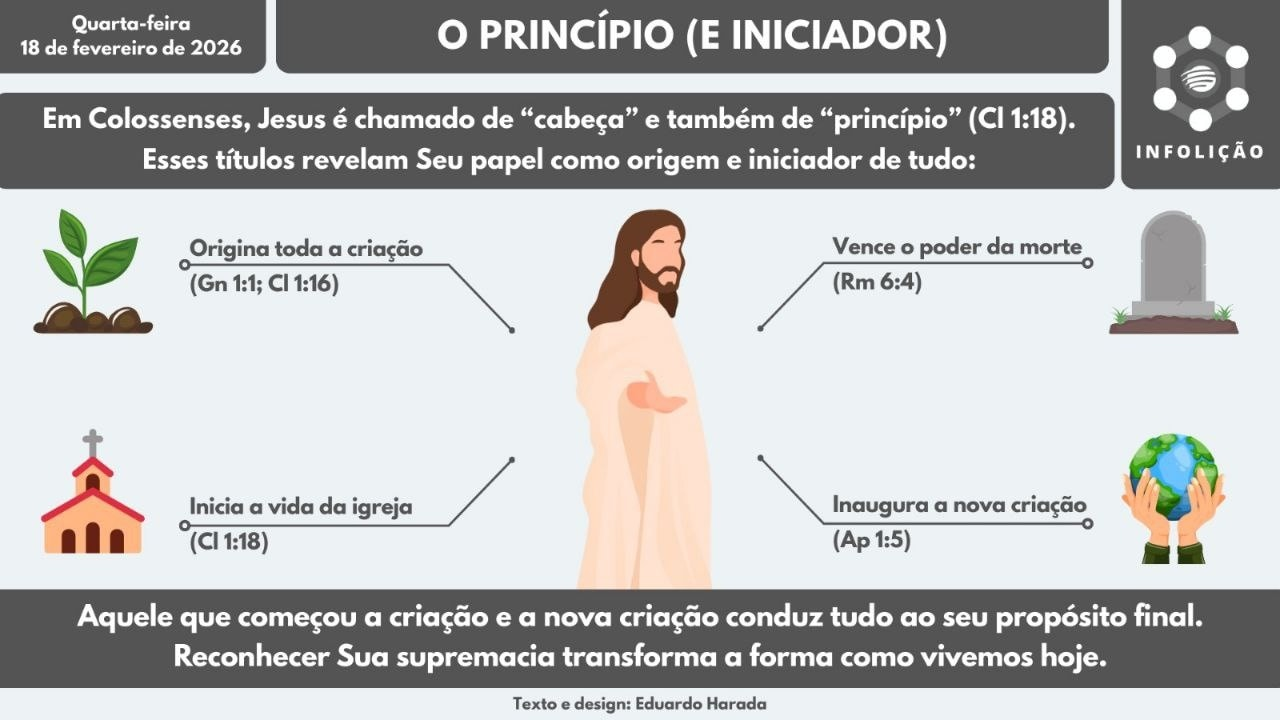 Quarta-feira
18 de fevereiro de 2026
O PRINCÍPIO (E INICIADOR)
INFOLIÇÃO
Em Colossenses, Jesus é chamado de “cabeça” e também de “princípio” (Cl 1:18).
Esses títulos revelam Seu papel como origem e iniciador de tudo:
Origina toda a criação
(Gn 1:1; Cl 1:16)
Vence o poder da morte
(Rm 6:4)
Inicia a vida da igreja
(Cl 1:18)
Inaugura a nova criação
(Ap 1:5)
Aquele que começou a criação e a nova criação conduz tudo ao seu propósito final.
Reconhecer Sua supremacia transforma a forma como vivemos hoje.
Texto e design: Eduardo Harada